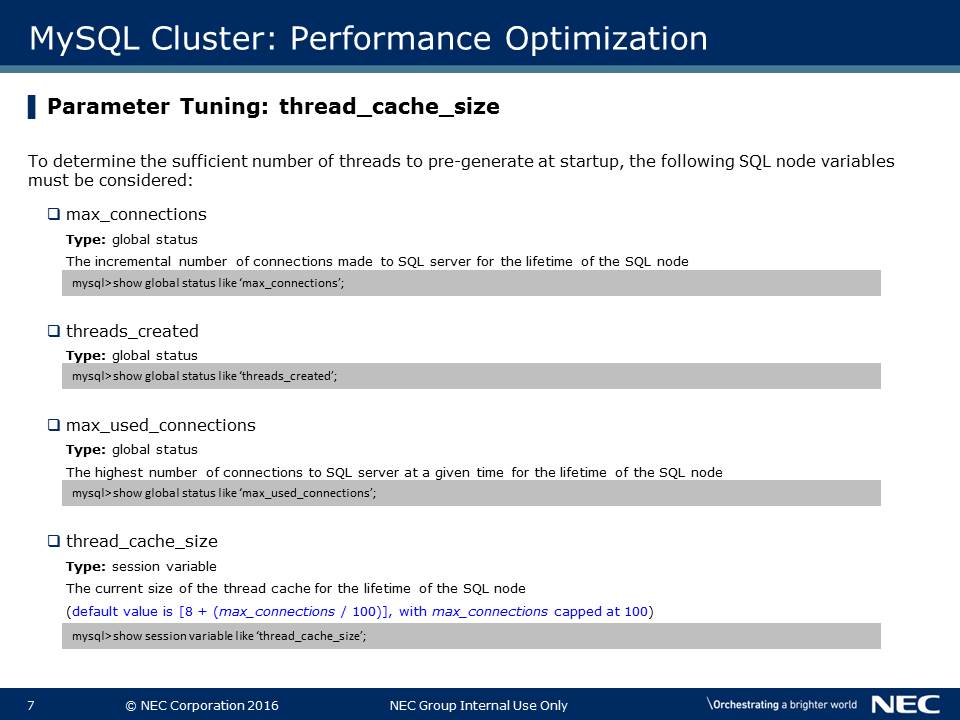 MySQL Cluster: Performance Optimization
Parameter Tuning: thread_cache_size
To determine the sufficient number of threads to pre-generate at startup, the following SQL node variables
must be considered:
max_connections
Type: global status
The incremental number of connections made to SQL server for the lifetime of the SQL node
mysql>show global status like ‘max_connections’;
threads_created
Type: global status
mysql>show global status like ‘threads_created’;
max_used_connections
Type: global status
The highest number of connections to SQL server at a given time for the lifetime of the SQL node
mysql>show global status like ‘max_used_connections’;
thread_cache_size
Type: session variable
The current size of the thread cache for the lifetime of the SQL node
(default value is [8 + (max_connections / 100)], with max_connections capped at 100)
mysql>show session variable like ‘thread_cache_size’;
7 © NEC Corporation 2016 NEC Group Internal Use Only \Orchestrating a brighter world NEC